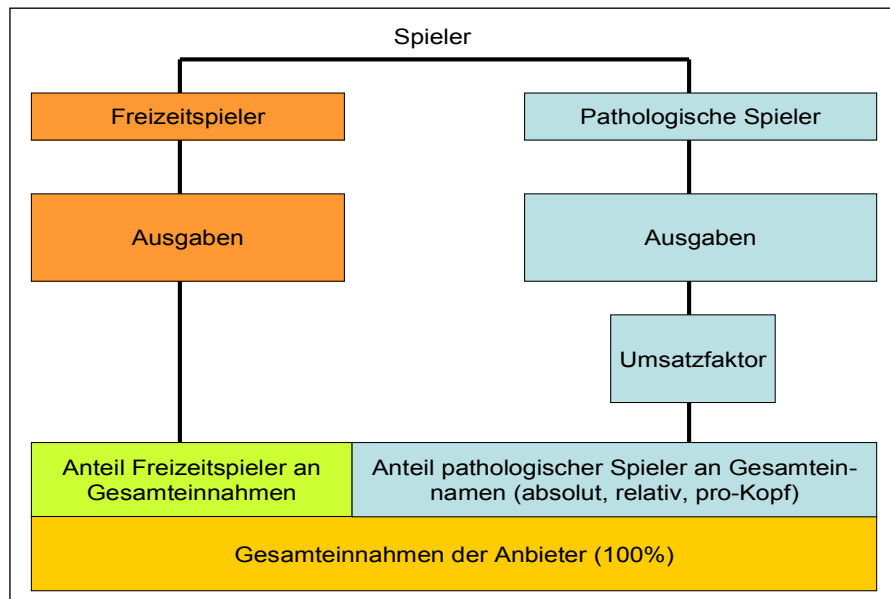 Spieler
Freizeitspieler
Pathologische Spieler
Ausgaben
Ausgaben
Umsatzfaktor
Anteil Freizeitspieler an
Gesamteinnahmen
Anteil pathologischer Spieler an Gesamtein-
namen (absolut, relativ, pro-Kopf)
Gesamteinnahmen der Anbieter (100%)